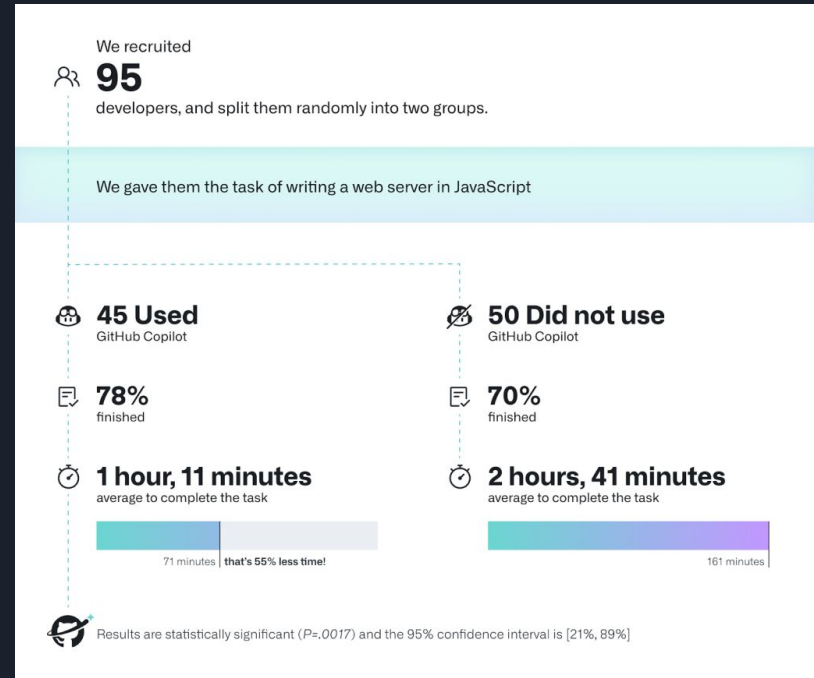 We recruited
95
developers, and split them randomly into two groups.
We gave them the task of writing a web server in JavaScript
45 Used
GitHub Copilot
78%
finished
1 hour, 11 minutes
average to complete the task
71 minutes
that's 55% less time!
50 Did not use
GitHub Copilot
70%
finished
2 hours, 41 minutes
average to complete the task
161 minutes
Results are statistically significant (P=.0017) and the 95% confidence interval is [21%, 89%]